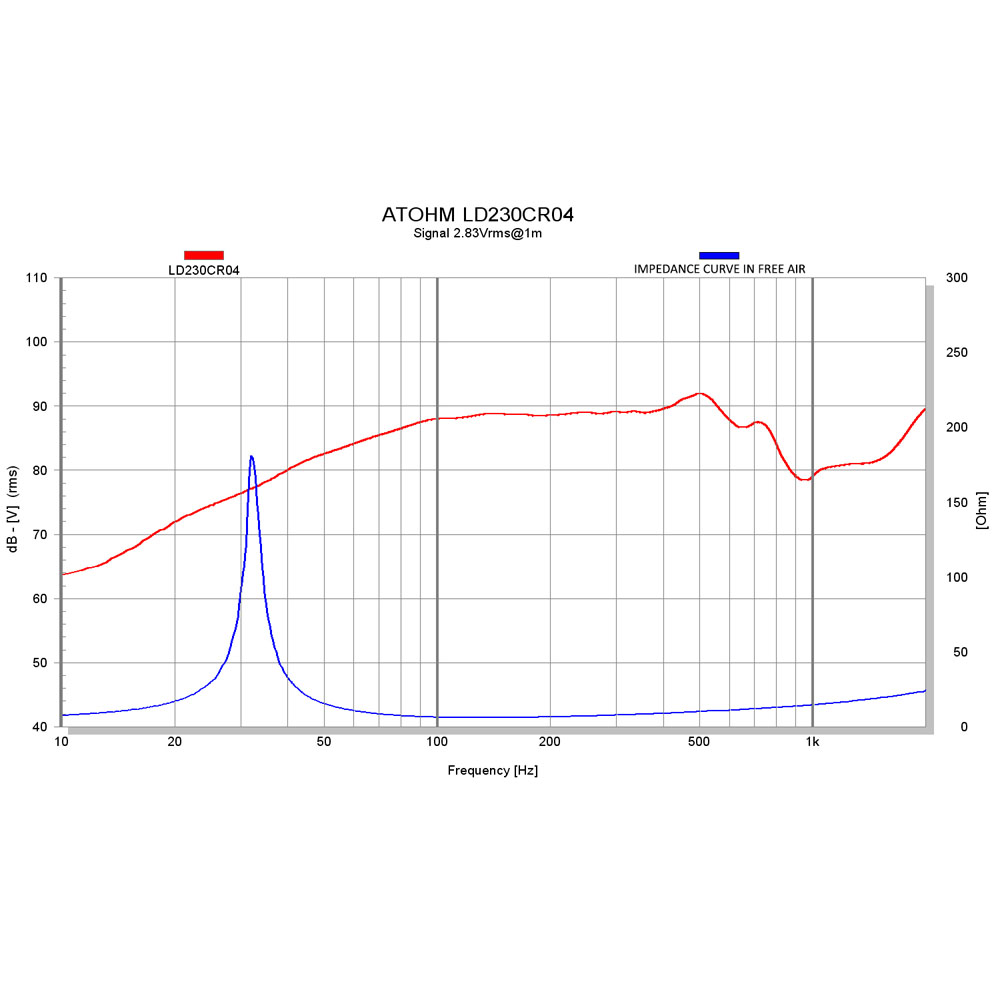 ATOHM LD230CR04
Signal 2.83Vrms@1m
LD230CR04
IMPEDANCE CURVE IN FREE AIR
110
100
90
80
70
60
50
40
dB - [V] (rms)
300
250
200
150
100
50
0
[Ohm]
10 20 50 100 200 500 1k
Frequency [Hz]